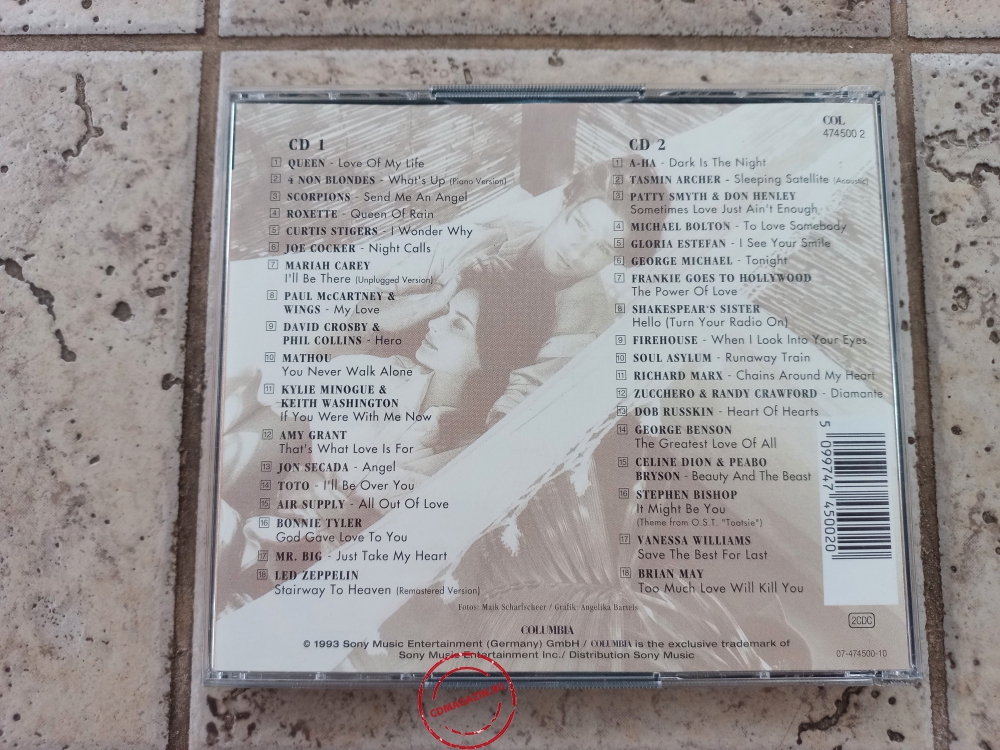 COL
474500 2
CD 1
1 QUEEN - Love Of My Life
2 4 NON BLONDES - What's Up (Piano Version)
3 SCORPIONS - Send Me An Angel
4 ROXETTE - Queen Of Rain
5 CURTIS STIGERS - I Wonder Why
6 JOE COCKER - Night Calls
7 MARIAH CAREY
I'll Be There (Unplugged Version)
8 PAUL McCARTNEY &
WINGS - My Love
9 DAVID CROSBY &
PHIL COLLINS - Hero
10 MATHOU
You Never Walk Alone
11 KYLIE MINOGUE &
KEITH WASHINGTON
If You Were With Me Now
12 AMY GRANT
That's What Love Is For
13 JON SECADA - Angel
14 TOTO - I'll Be Over You
15 AIR SUPPLY - All Out Of Love
16 BONNIE TYLER
God Gave Love To You
17 MR. BIG - Just Take My Heart
18 LED ZEPPELIN
Stairway To Heaven (Remastered Version)
CD 2
1 A-HA - Dark Is The Night
2 TASMIN ARCHER - Sleeping Satellite (Acoustic)
3 PATTY SMYTH & DON HENLEY
Sometimes Love Just Ain't Enough
4 MICHAEL BOLTON - To Love Somebody
5 GLORIA ESTEFAN - I See Your Smile
6 GEORGE MICHAEL - Tonight
7 FRANKIE GOES TO HOLLYWOOD
The Power Of Love
8 SHAKESPEAR'S SISTER
Hello (Turn Your Radio On)
9 FIREHOUSE - When I Look Into Your Eyes
10 SOUL ASYLUM - Runaway Train
11 RICHARD MARX - Chains Around My Heart
12 ZUCCHERO & RANDY CRAWFORD - Diamante
13 DOB RUSSKIN - Heart Of Hearts
14 GEORGE BENSON
The Greatest Love Of All
15 CELINE DION & PEABO
BRYSON - Beauty And The Beast
16 STEPHEN BISHOP
It Might Be You
(Theme from O.S.T. "Tootsie")
17 VANESSA WILLIAMS
Save The Best For Last
18 BRIAN MAY
Too Much Love Will Kill You
5 099747 450020
Fotos: Maik Scharfscheer / Grafik: Angelika Bartels
COLUMBIA
2CDC
© 1993 Sony Music Entertainment (Germany) GmbH / COLUMBIA is the exclusive trademark of
Sony Music Entertainment Inc./ Distribution Sony Music
07-474500-10
CDMAGAZIN.RU